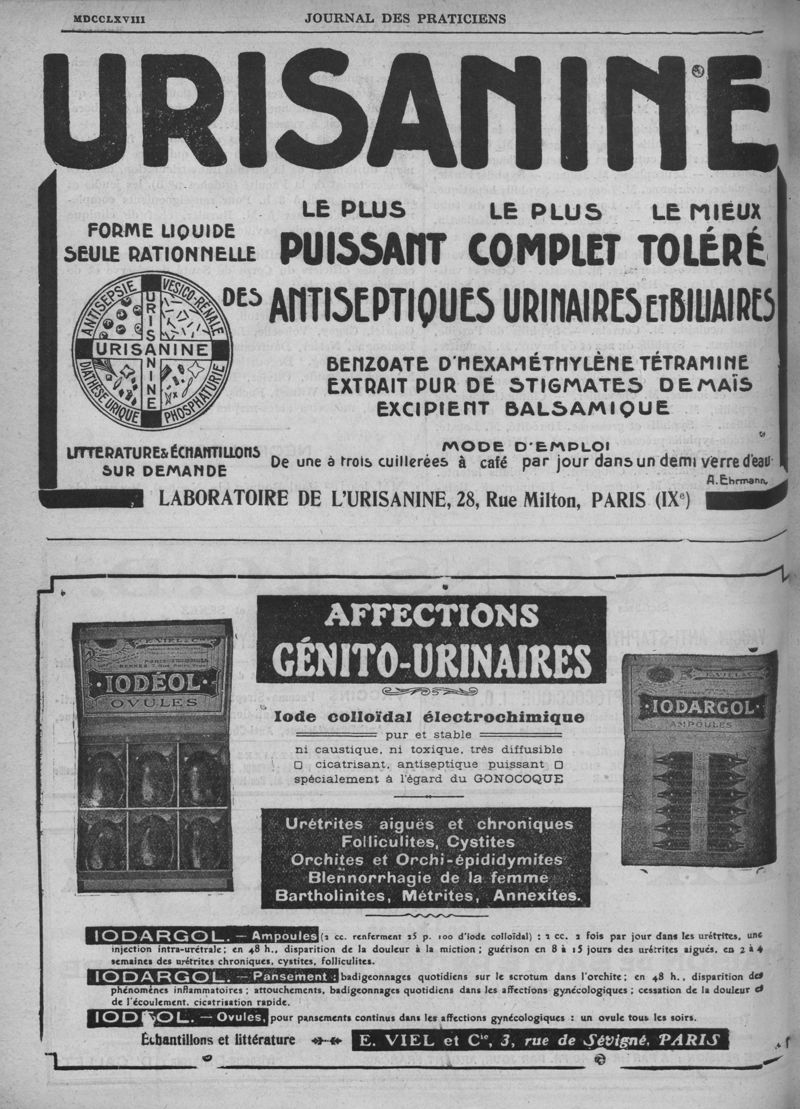 MDCCLXVIII
JOURNAL DES PRATICIENS
URISANINE
FORME LIQUIDE
SEULE RATIONNELLE
LE PLUS LE PLUS LE MIEUX
PUISSANT COMPLET TOLÉRÉ
DES ANTISEPTIQUES URINAIRES ET BILIAIRES
ANTISEPSIE VESICO-RÉNALE
URISANINE
URISANINE
DIATHÈSE URIQUE PHOSPHATURIE
BENZOATE D'HEXAMÉTHYLÈNE TÉTRAMINE
EXTRAIT PUR DE STIGMATES DE MAÏS
EXCIPIENT BALSAMIQUE
LITTERATURE & ÉCHANTILLONS
SUR DEMANDE
MODE D'EMPLOI
De une à trois cuillerées à café par jour dans un demi verre d'eau
A. Ehrmann
LABORATOIRE DE L'URISANINE, 28, Rue Milton, PARIS (IXe)
AFFECTIONS
GÉNITO-URINAIRES
IODÉOL
OVULES
IODARGOL
AMPOULES
Iode colloïdal électrochimique
pur et stable
ni caustique, ni toxique, très diffusible
cicatrisant, antiseptique puissant
spécialement à l'égard du GONOCOQUE
Urétrites aiguës et chroniques
Folliculites, Cystites
Orchites et Orchi-épididymites
Blennorrhagie de la femme
Bartholinites, Métrites, Annexites.
IODARGOL. — Ampoules (2 cc. renferment 25 p. 100 d'iode colloïdal) : 2 cc. 2 fois par jour dans les urétrites, une
injection intra-urétrale; en 48 h., disparition de la douleur à la miction; guérison en 8 à 15 jours des urétrites aiguës, en 2 à 4
semaines des urétrites chroniques, cystites, folliculites.
IODARGOL. — Pansement : badigeonnages quotidiens sur le scrotum dans l'orchite; en 48 h., disparition des
phénomènes inflammatoires; attouchements, badigeonnages quotidiens dans les affections gynécologiques; cessation de la douleur et
de l'écoulement, cicatrisation rapide.
IODÉOL. — Ovules, pour pansements continus dans les affections gynécologiques : un ovule tous les soirs.
Échantillons et littérature E. VIEL et Cie, 3, rue de Sévigné, PARIS